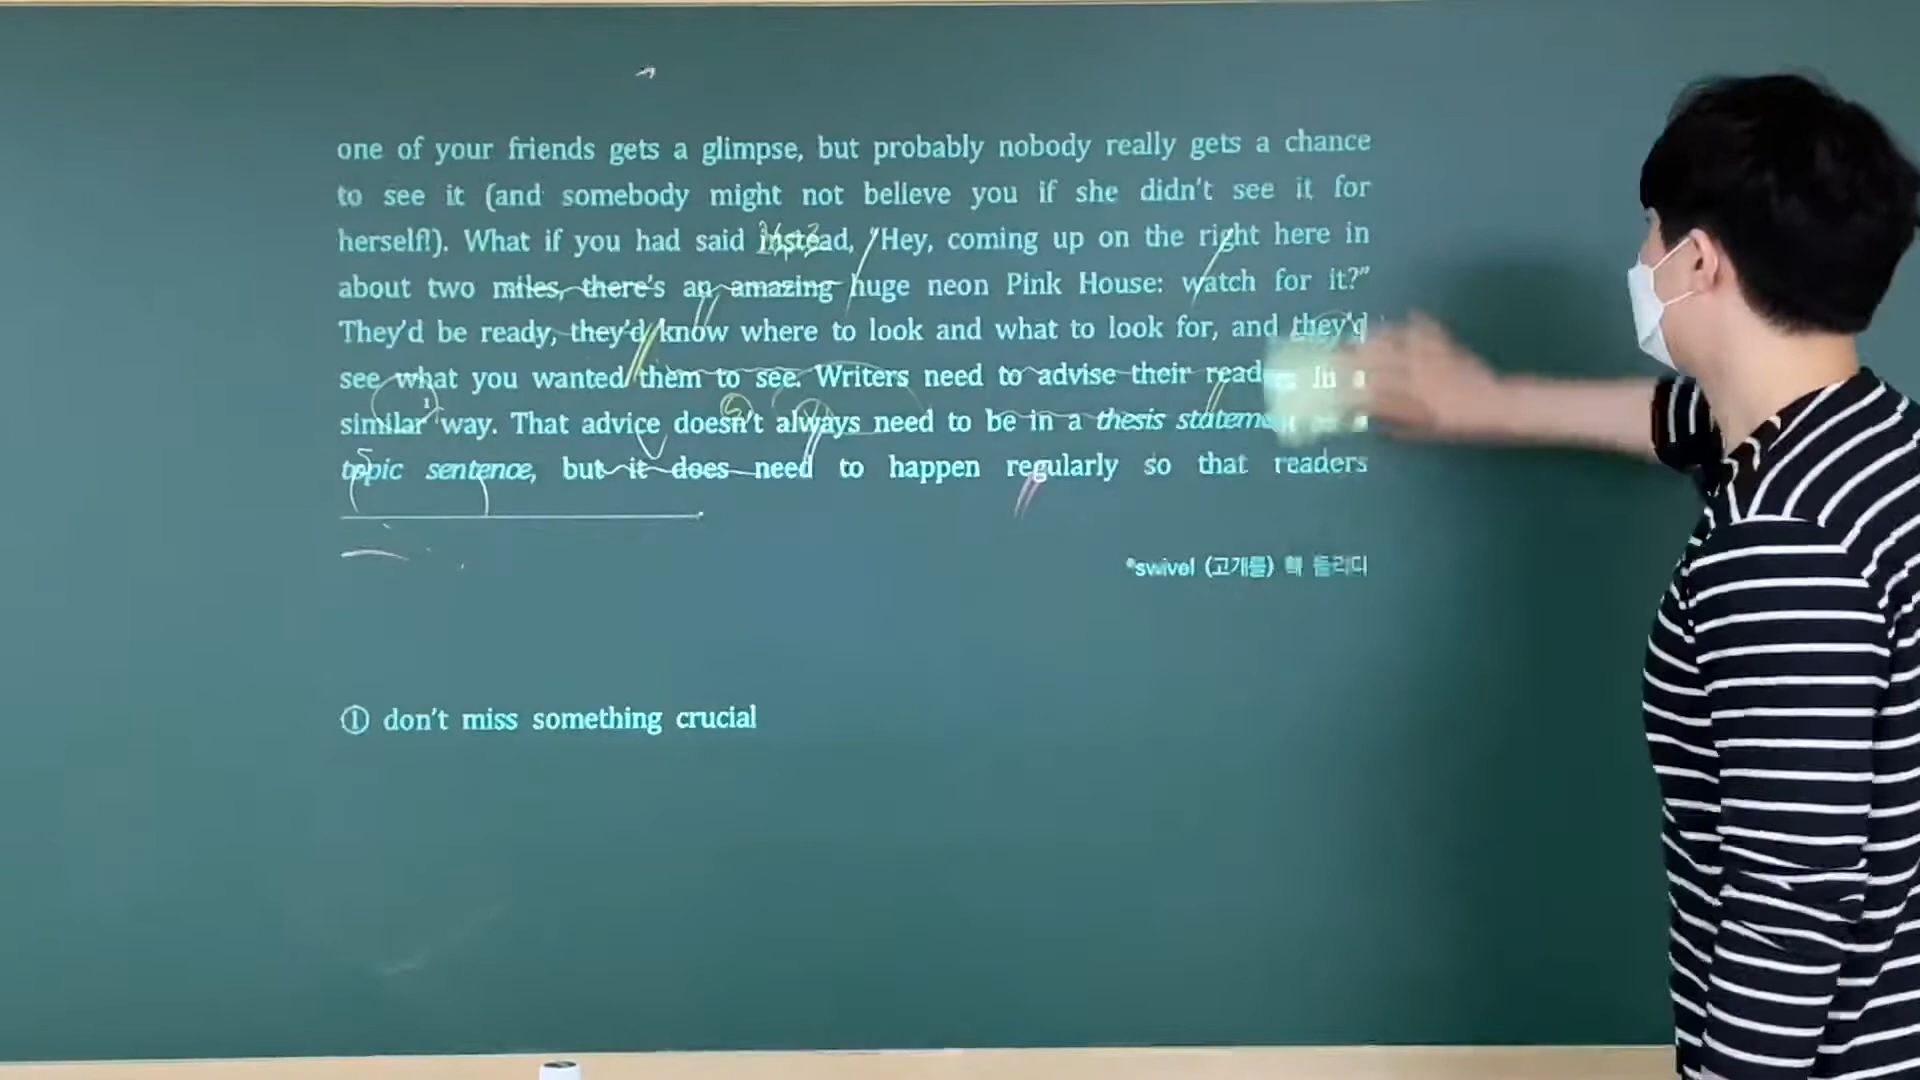 one of your friends gets a glimpse, but probably nobody really gets a chance
to see it (and somebody might not believe you if she didn't see it for
herself!). What if you had said instead, "Hey, coming up on the right here in
about two miles, there's an amazing huge neon Pink House: watch for it?"
They'd be ready, they'd know where to look and what to look for, and they'd
see what you wanted them to see. Writers need to advise their In a
similar way. That advice doesn't always need to be in a thesis a
topic sentence, but it does need to happen regularly so that readers
*swivel (고개를) 홱 돌리다
① don't miss something crucial